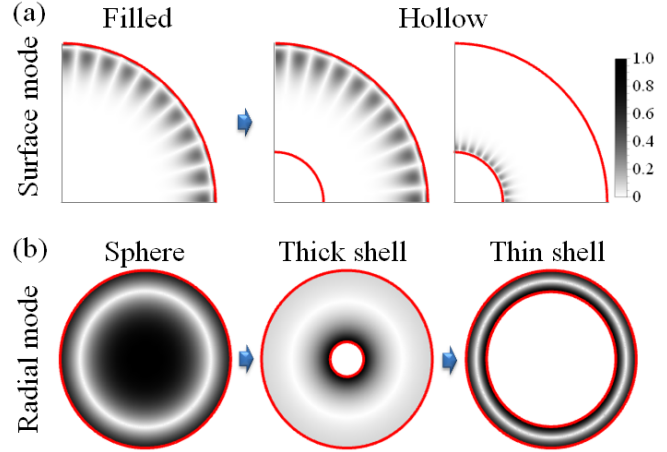 (a) Filled Hollow
Surface mode
1.0
0.8
0.6
0.4
0.2
0
(b) Sphere Thick shell Thin shell
Radial mode